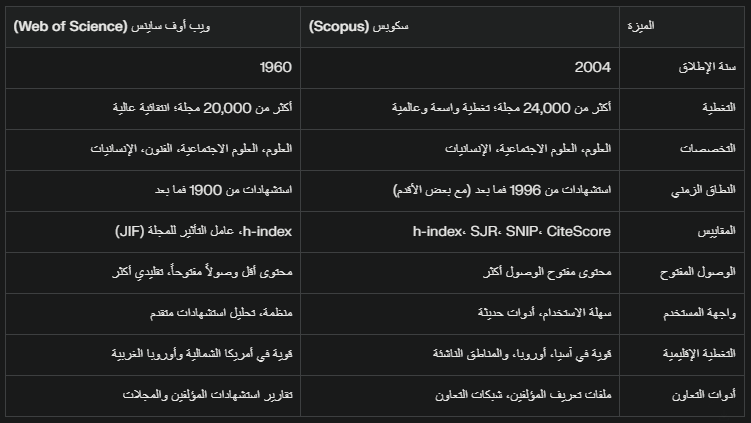 الميزة
سكوبس (Scopus)
ويب أوف ساينس (Web of Science)
سنة الإطلاق
2004
1960
التغطية
أكثر من 24,000 مجلة؛ تغطية واسعة وعالمية
أكثر من 20,000 مجلة؛ انتقائية عالية
التخصصات
العلوم، العلوم الاجتماعية، الإنسانيات
العلوم، العلوم الاجتماعية، الفنون، الإنسانيات
النطاق الزمني
استشهادات من 1996 فما بعد (مع بعض الأقدم)
استشهادات من 1900 فما بعد
المقاييس
h-index، SJR، SNIP، CiteScore
h-index، عامل التأثير للمجلة (JIF)
الوصول المفتوح
محتوى مفتوح الوصول أكثر
محتوى أقل وصولاً مفتوحاً، تقليدي أكثر
واجهة المستخدم
سهلة الاستخدام، أدوات حديثة
منظمة، تحليل استشهادات متقدم
التغطية الإقليمية
قوية في آسيا، أوروبا، والمناطق الناشئة
قوية في أمريكا الشمالية وأوروبا الغربية
أدوات التعاون
ملفات تعريف المؤلفين، شبكات التعاون
تقارير استشهادات المؤلفين والمجلات